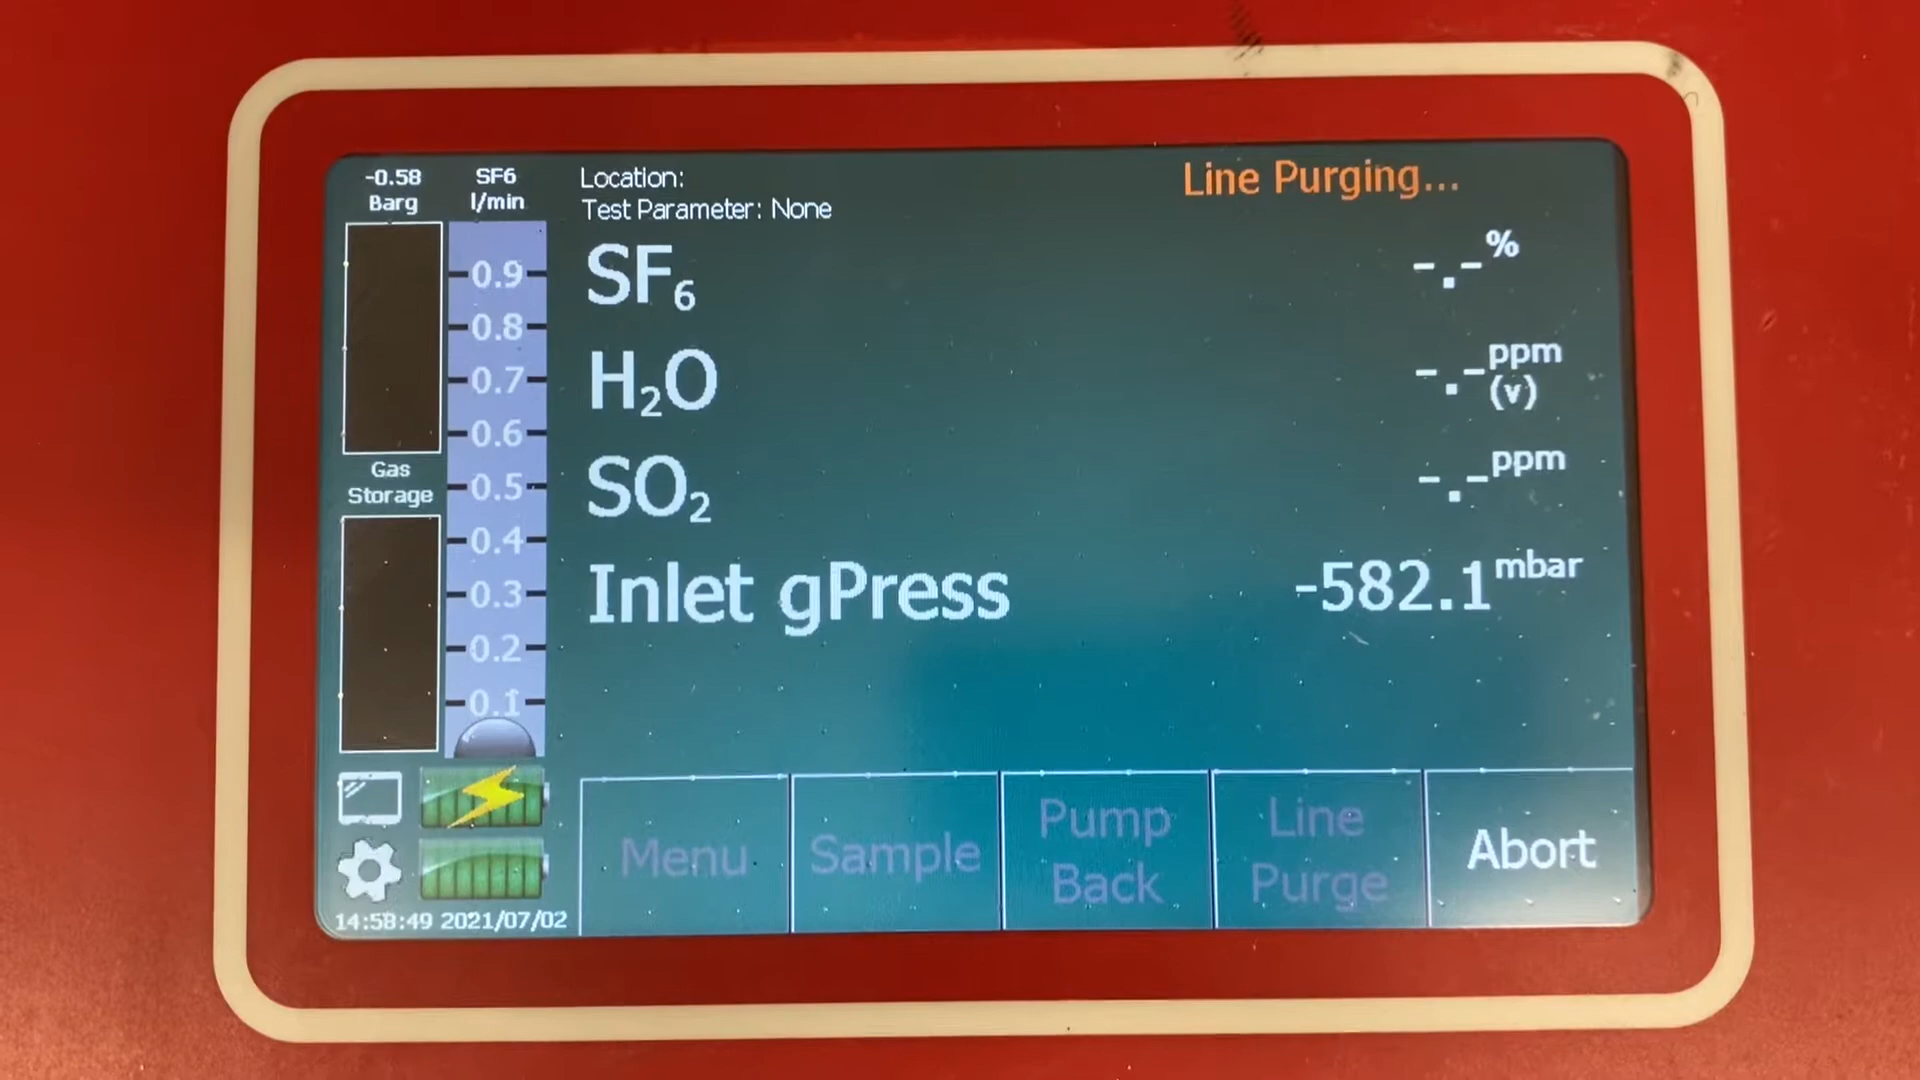 -0.58
Barg
SF6
l/min
Location:
Test Parameter: None
Line Purging...
0.9
0.8
0.7
0.6
0.5
0.4
0.3
0.2
0.1
Gas
Storage
SF₆ -.- %
H₂O -.- ppm (v)
SO₂ -.- ppm
Inlet gPress -582.1 mbar
Menu
Sample
Pump
Back
Line
Purge
Abort
14:58:49 2021/07/02